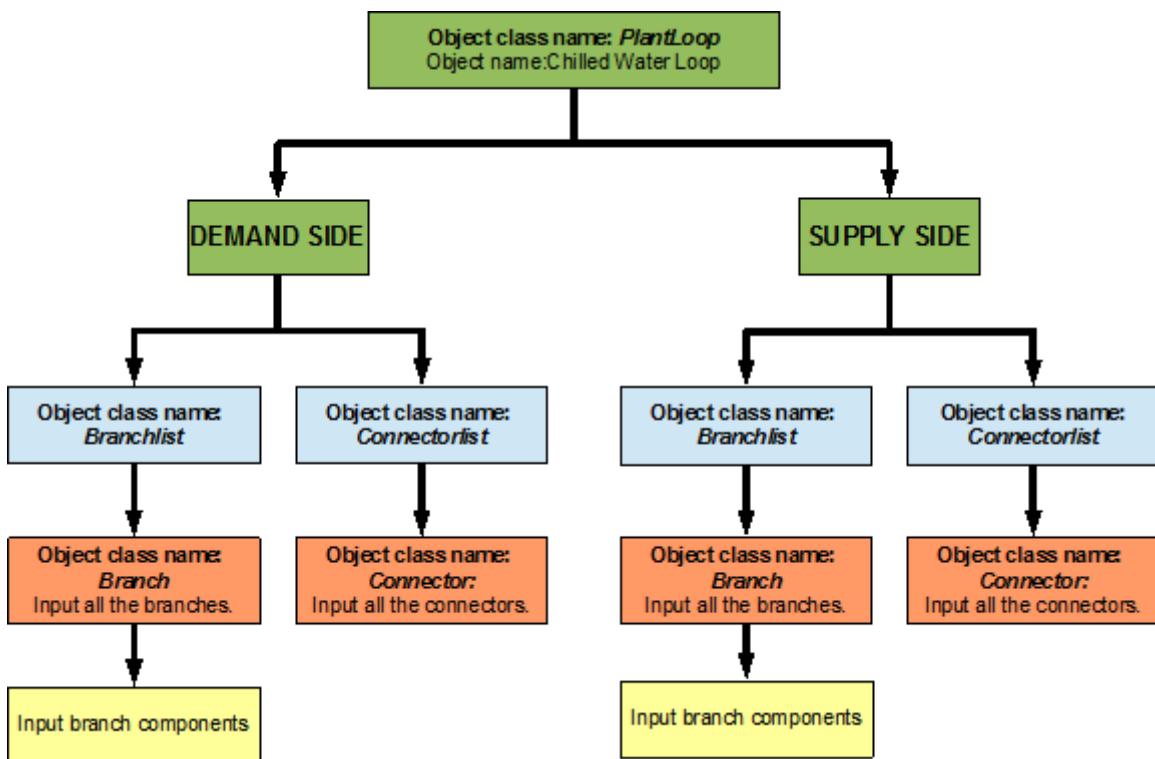 Object class name: PlantLoop
Object name:Chilled Water Loop
DEMAND SIDE
SUPPLY SIDE
Object class name:
Branchlist
Object class name:
Connectorlist
Object class name:
Branchlist
Object class name:
Connectorlist
Object class name:
Branch
Input all the branches.
Object class name:
Connector:
Input all the connectors.
Object class name:
Branch
Input all the branches.
Object class name:
Connector:
Input all the connectors.
Input branch components
Input branch components